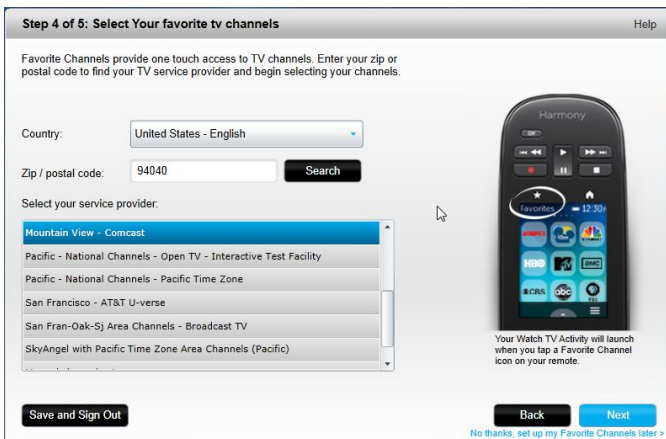 Step 4 of 5: Select Your favorite tv channels
Help
Favorite Channels provide one touch access to TV channels. Enter your zip or
postal code to find your TV service provider and begin selecting your channels.
Country:
United States - English
Zip / postal code:
94040
Search
Select your service provider:
Mountain View - Comcast
Pacific - National Channels - Open TV - Interactive Test Facility
Pacific - National Channels - Pacific Time Zone
San Francisco - AT&T U-verse
San Fran-Oak-Sj Area Channels - Broadcast TV
SkyAngel with Pacific Time Zone Area Channels (Pacific)
Harmony
Off
Favorites
12:30
HBO
abc
AMC
CBS
PBS
Your Watch TV Activity will launch
when you tap a Favorite Channel
icon on your remote.
Save and Sign Out
Back
Next
No thanks, set up my Favorite Channels later >